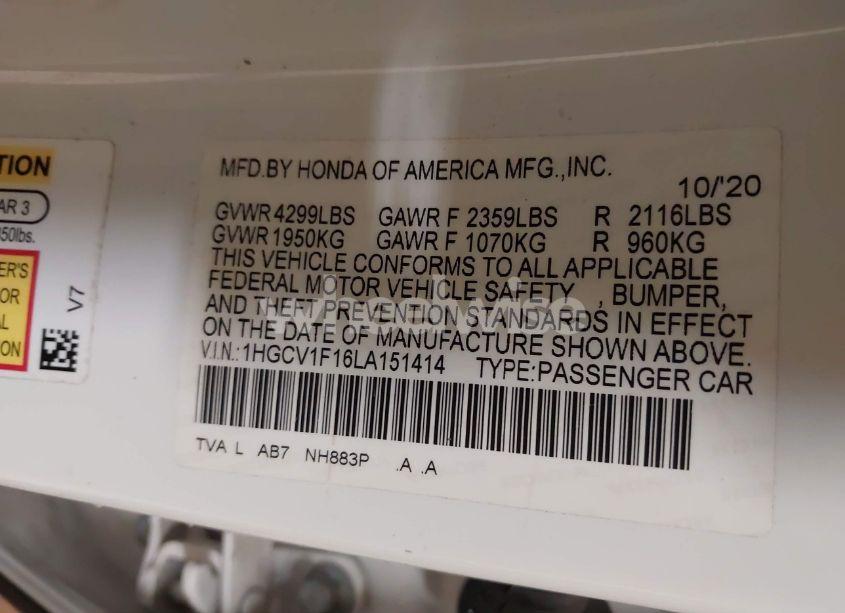 TION
AR 3
50lbs.
ER'S
OR
AL
ION
V7
MFD.BY HONDA OF AMERICA MFG.,INC.
10/'20
GVWR 4299LBS GAWR F 2359LBS R 2116LBS
GVWR 1950KG GAWR F 1070KG R 960KG
THIS VEHICLE CONFORMS TO ALL APPLICABLE
FEDERAL MOTOR VEHICLE SAFETY , BUMPER,
AND THEFT PREVENTION STANDARDS IN EFFECT
ON THE DATE OF MANUFACTURE SHOWN ABOVE.
V.I.N.:1HGCV1F16LA151414 TYPE:PASSENGER CAR
TVA L AB7 NH883P .A .A